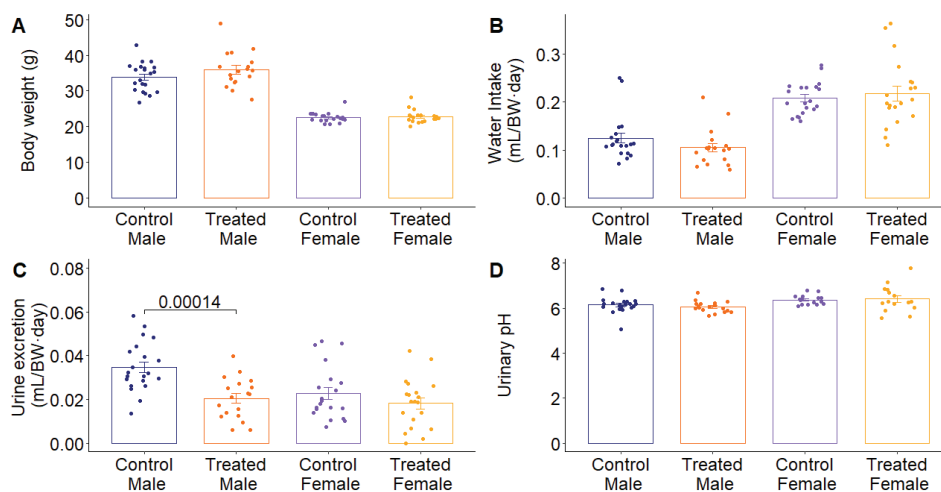 A
Body weight (g)
50
40
30
20
10
0
Control Male
Treated Male
Control Female
Treated Female
B
Water Intake
(mL/BW·day)
0.3
0.2
0.1
0.0
Control Male
Treated Male
Control Female
Treated Female
C
Urine excretion
(mL/BW·day)
0.08
0.06
0.04
0.02
0.00
0.00014
Control Male
Treated Male
Control Female
Treated Female
D
Urinary pH
8
6
4
2
0
Control Male
Treated Male
Control Female
Treated Female